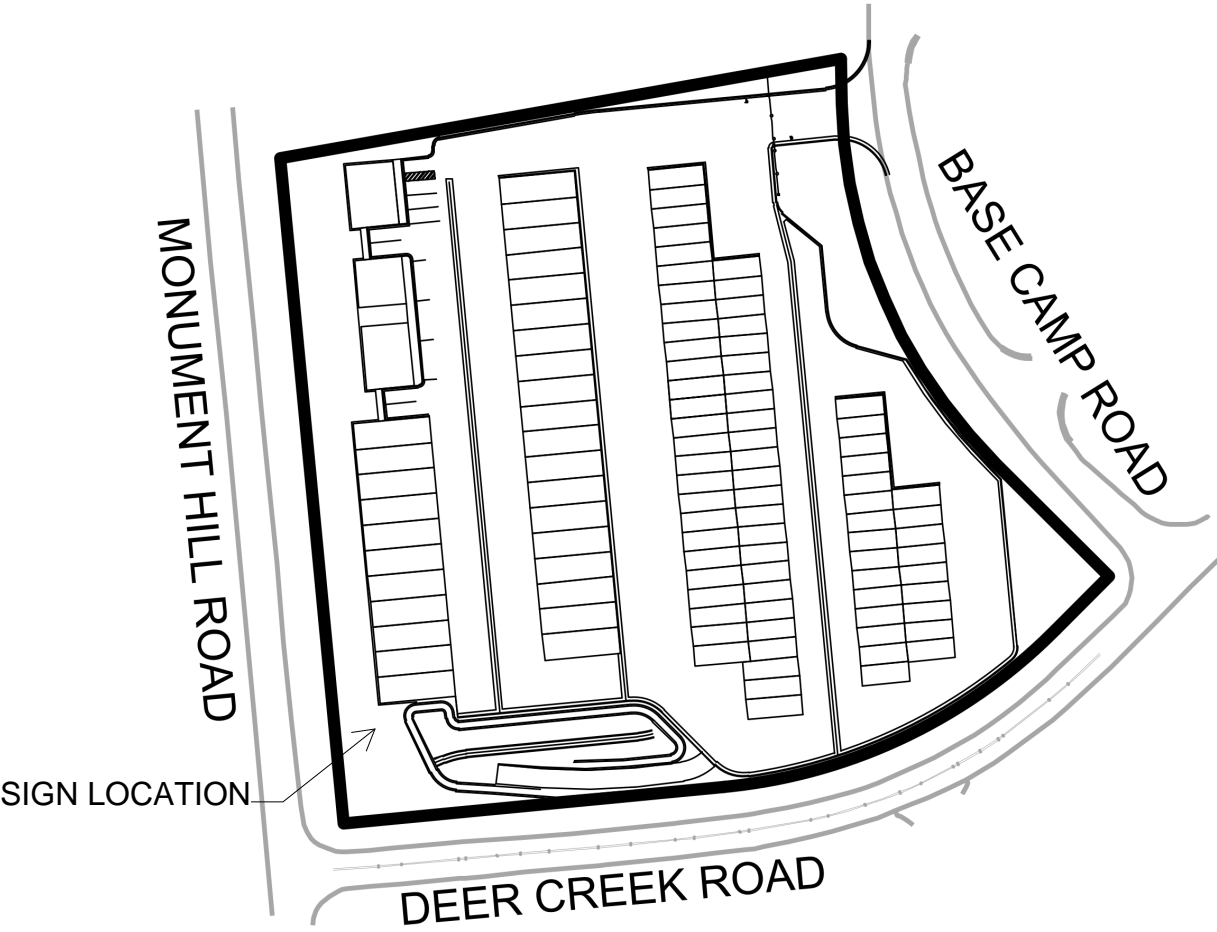 BASE CAMP ROAD
MONUMENT HILL ROAD
SIGN LOCATION
DEER CREEK ROAD